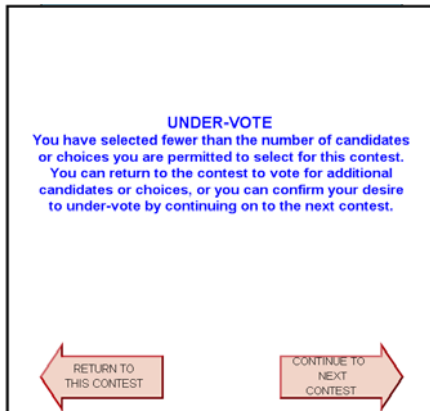 UNDER-VOTE
You have selected fewer than the number of candidates
or choices you are permitted to select for this contest.
You can return to the contest to vote for additional
candidates or choices, or you can confirm your desire
to under-vote by continuing on to the next contest.
RETURN TO
THIS CONTEST
CONTINUE TO
NEXT
CONTEST